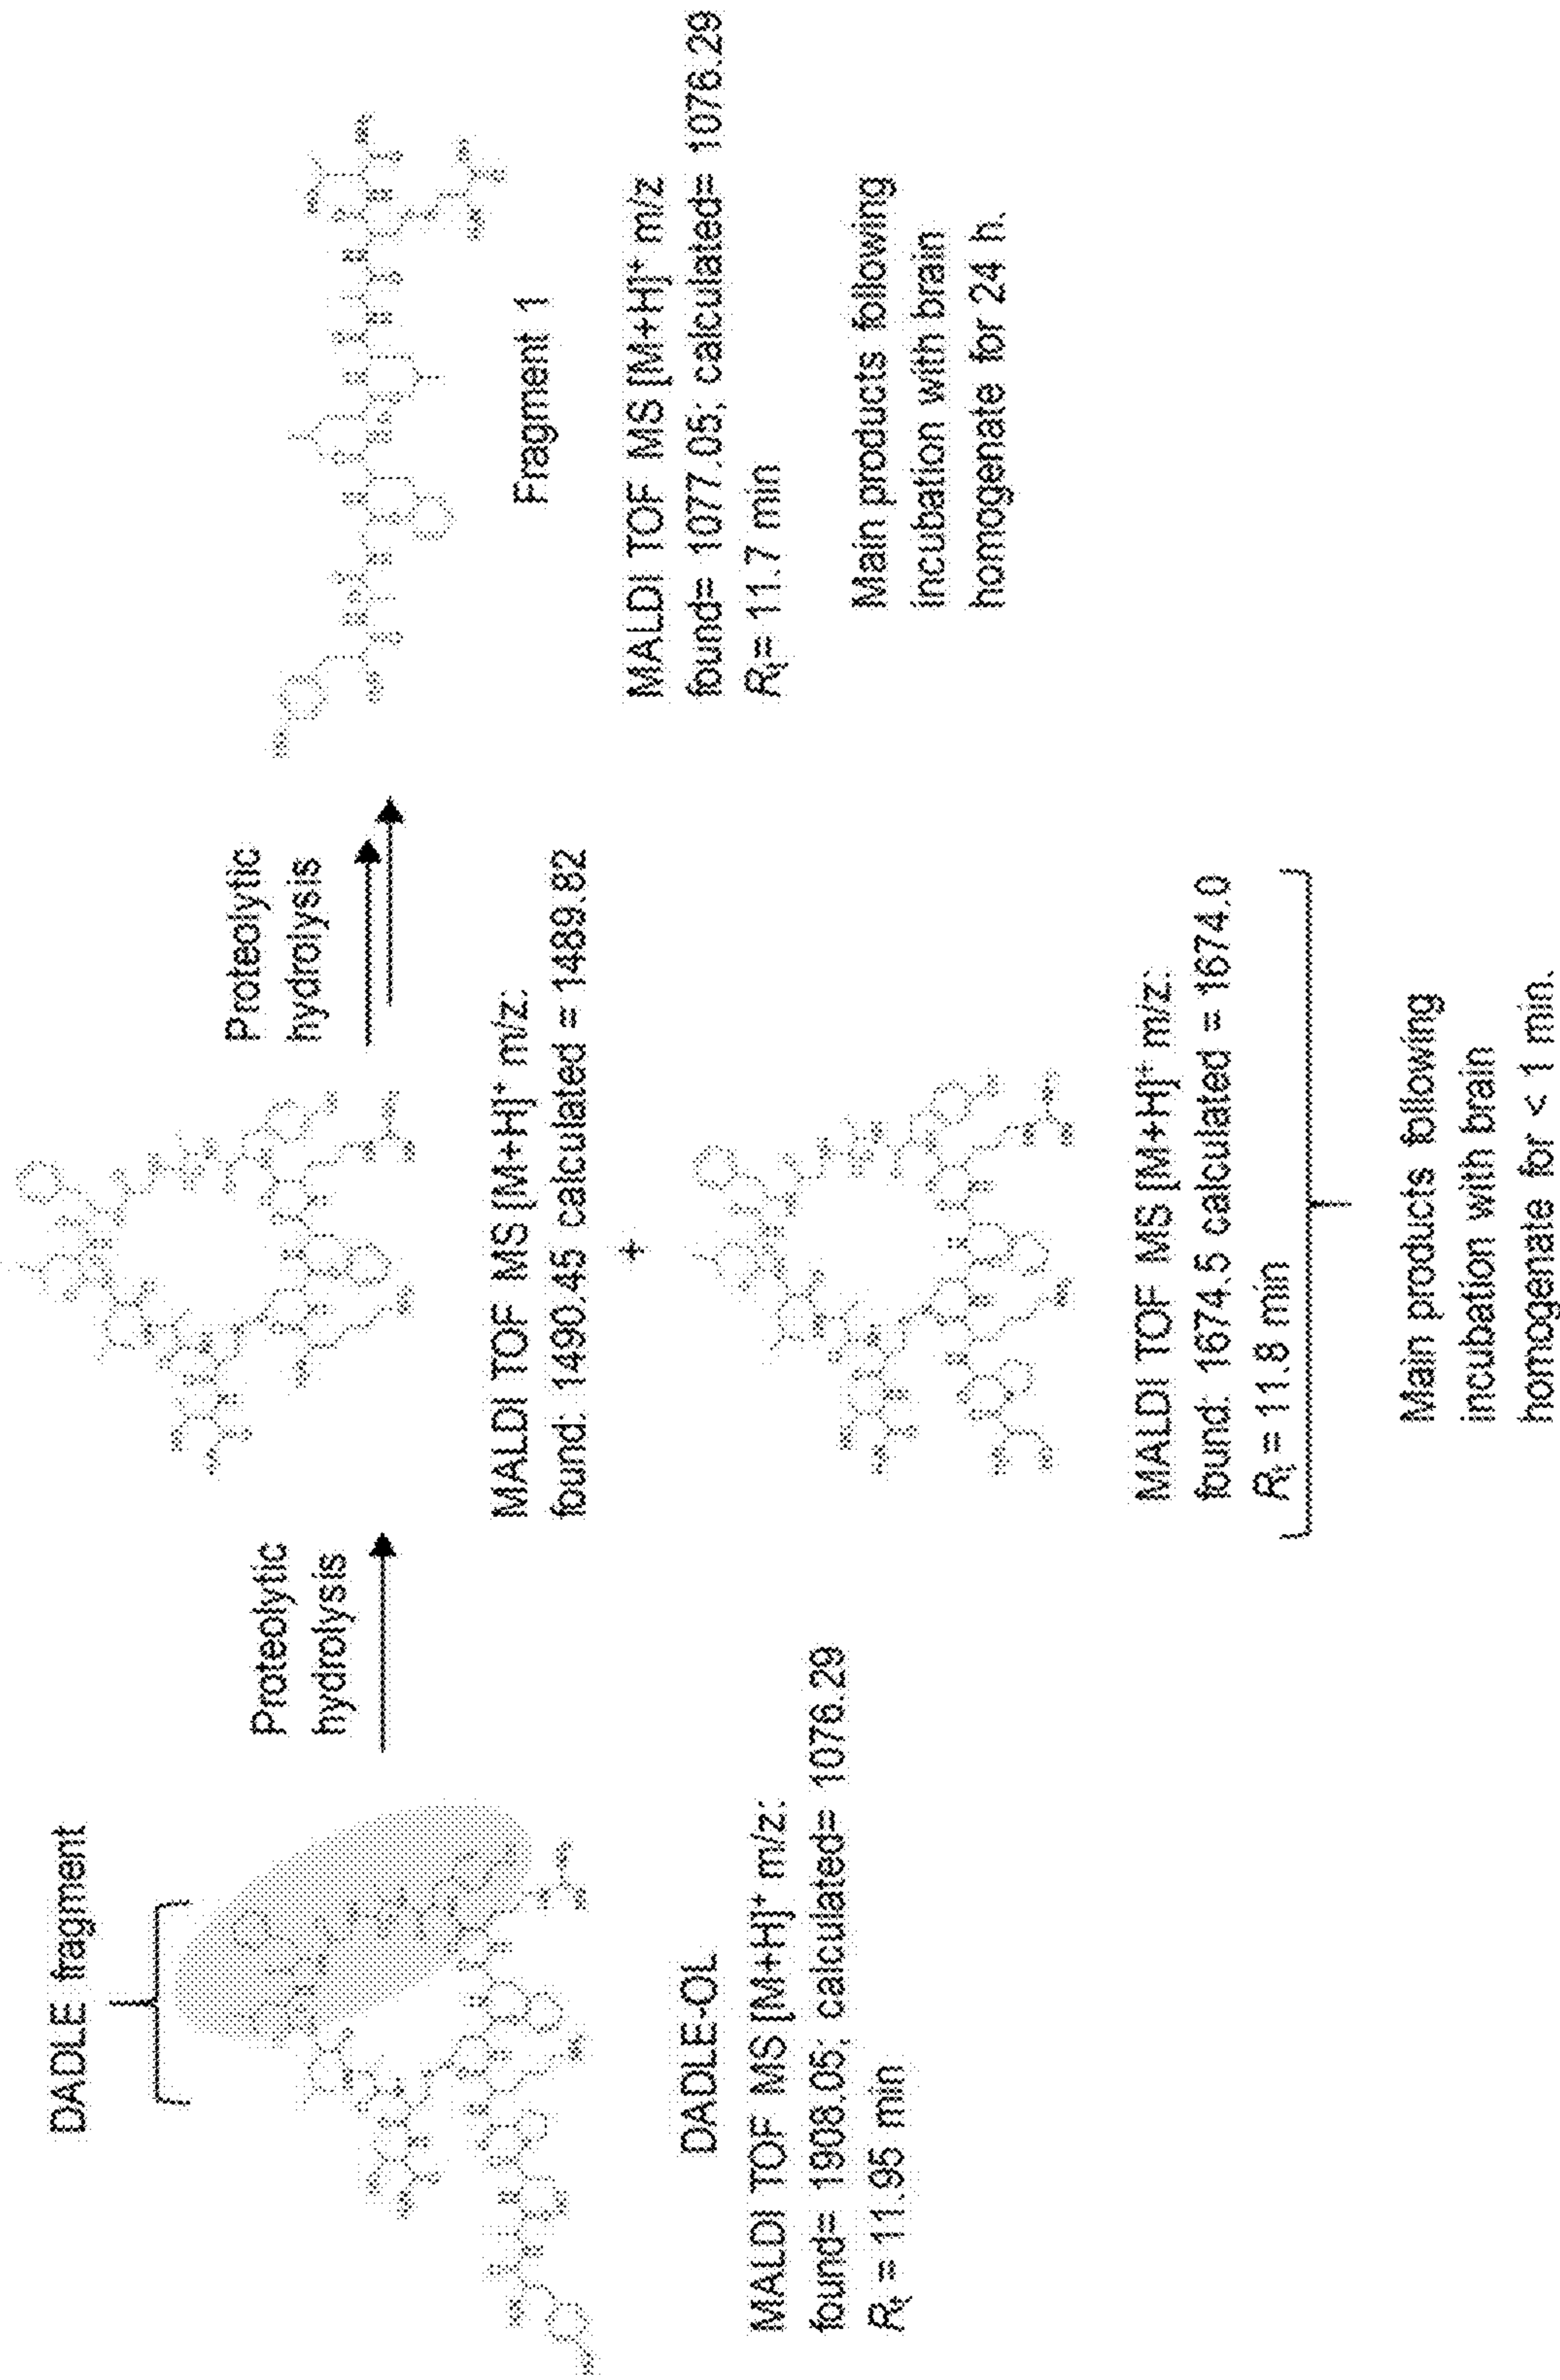 DADLE fragment
DADLE-OL
MALDI TOF MS [M+H]⁺ m/z:
found= 1908.05; calculated= 1076.29
Rt = 11.95 min
Proteolytic
hydrolysis
MALDI TOF MS [M+H]⁺ m/z:
found: 1490.45 calculated = 1489.82
+
MALDI TOF MS [M+H]⁺ m/z:
found: 1674.5 calculated = 1674.0
Rt = 11.8 min
Main products following
incubation with brain
homogenate for < 1 min.
Proteolytic
hydrolysis
Fragment 1
MALDI TOF MS [M+H]⁺ m/z
found= 1077.05; calculated= 1076.29
Rt= 11.7 min
Main products following
incubation with brain
homogenate for 24 h.